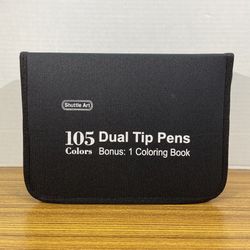 Shuttle Art
105 Dual Tip Pens
Colors Bonus: 1 Coloring Book